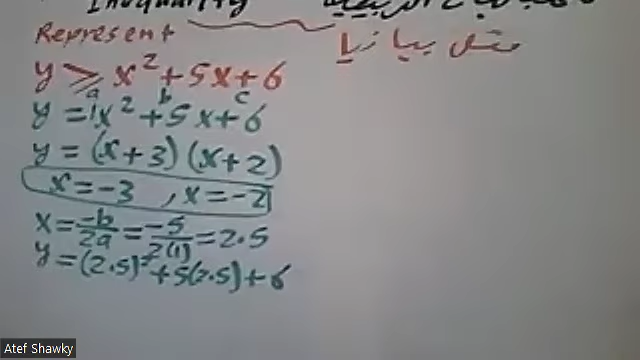 Inequality
Represent مثل بيانيا
y ≥ x² + 5x + 6
a b c
y = 1x² + 5x + 6
y = (x + 3) (x + 2)
x = -3 , x = -2
x = -b/2a = -5/2(1) = 2.5
y = (2.5)² + 5(2.5) + 6
Atef Shawky